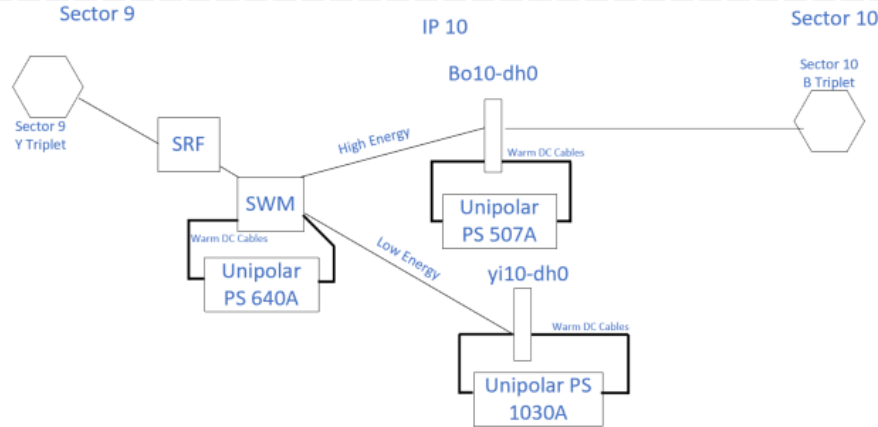 Sector 9
IP 10
Sector 10
Bo10-dh0
Sector 10
B Triplet
Sector 9
Y Triplet
SRF
High Energy
Warm DC Cables
SWM
Unipolar
PS 507A
Warm DC Cables
Low Energy
Unipolar
PS 640A
yi10-dh0
Warm DC Cables
Unipolar PS
1030A